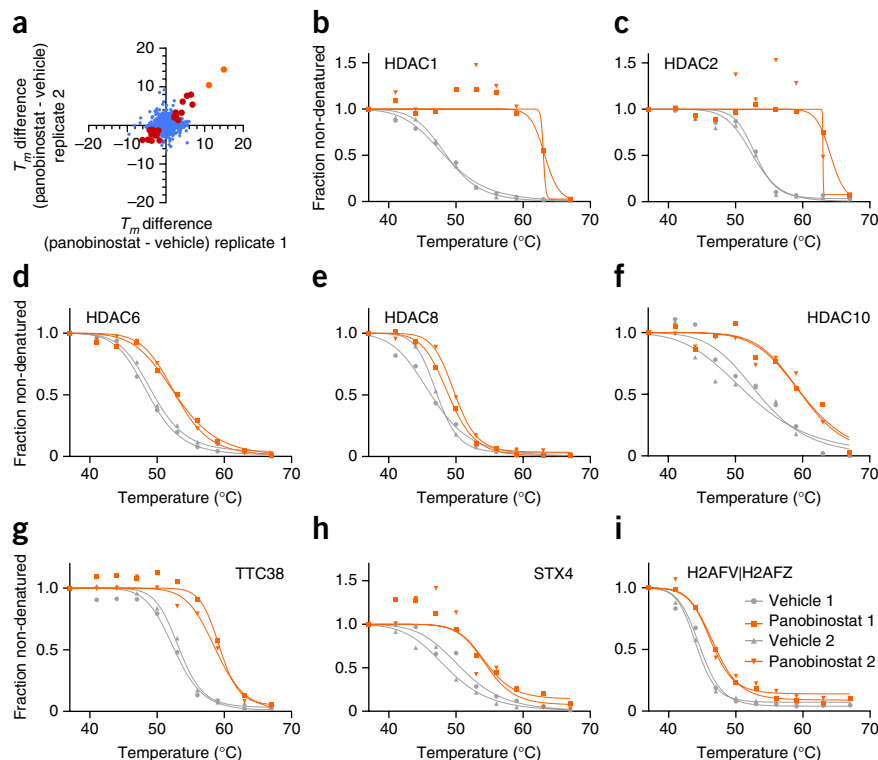 a
20
10
−20
−10
10
20
−10
−20
T_m difference
(panobinostat - vehicle)
replicate 2
T_m difference
(panobinostat - vehicle) replicate 1
b
HDAC1
Fraction non-denatured
1.5
1.0
0.5
0
40 50 60 70
Temperature (°C)
c
HDAC2
1.5
1.0
0.5
0
40 50 60 70
Temperature (°C)
d
HDAC6
Fraction non-denatured
1.0
0.5
0
40 50 60 70
Temperature (°C)
e
HDAC8
1.0
0.5
0
40 50 60 70
Temperature (°C)
f
HDAC10
1.0
0.5
0
40 50 60 70
Temperature (°C)
g
TTC38
Fraction non-denatured
1.0
0.5
0
40 50 60 70
Temperature (°C)
h
STX4
1.5
1.0
0.5
0
40 50 60 70
Temperature (°C)
i
H2AFV|H2AFZ
1.0
0.5
0
40 50 60 70
Temperature (°C)
Vehicle 1
Panobinostat 1
Vehicle 2
Panobinostat 2